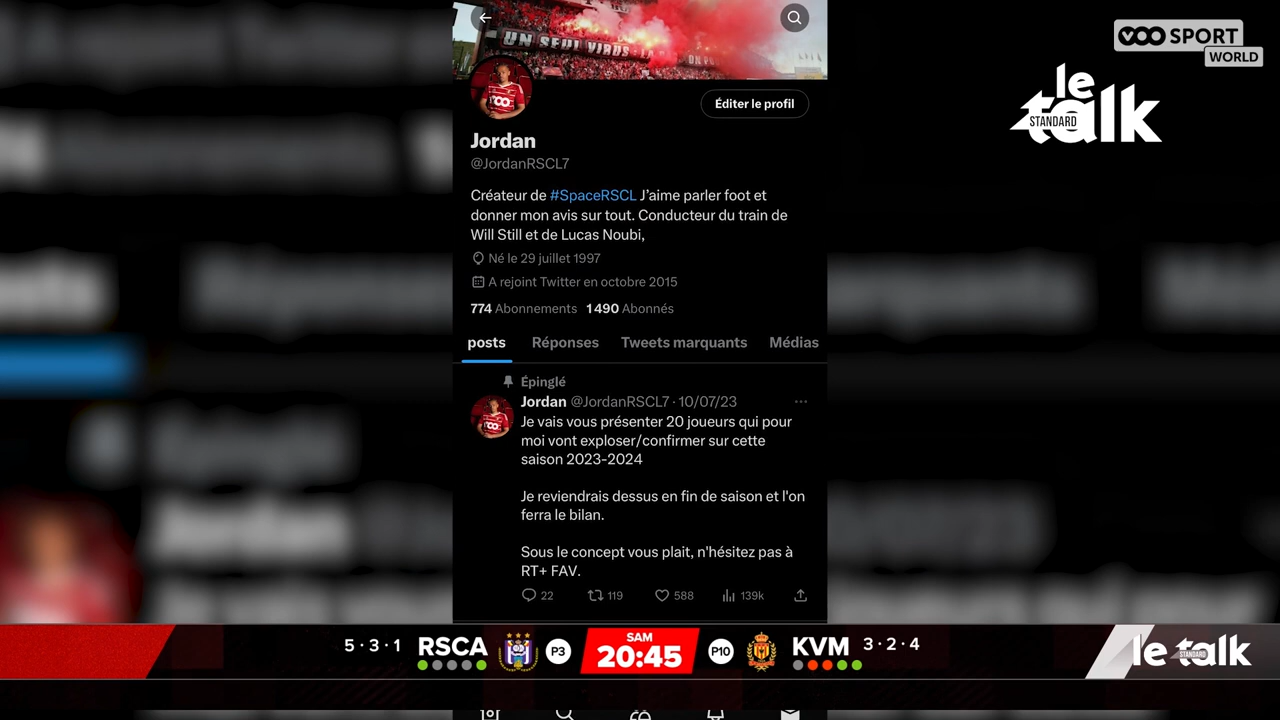 VOO SPORT
WORLD
le
talk
STANDARD
UN SEUL VIRUS
Éditer le profil
Jordan
@JordanRSCL7
Créateur de #SpaceRSCL J'aime parler foot et
donner mon avis sur tout. Conducteur du train de
Will Still et de Lucas Noubi,
Né le 29 juillet 1997
A rejoint Twitter en octobre 2015
774 Abonnements 1 490 Abonnés
posts Réponses Tweets marquants Médias
Épinglé
Jordan @JordanRSCL7 · 10/07/23
Je vais vous présenter 20 joueurs qui pour
moi vont exploser/confirmer sur cette
saison 2023-2024
Je reviendrais dessus en fin de saison et l'on
ferra le bilan.
Sous le concept vous plait, n'hésitez pas à
RT+ FAV.
22 119 588 139k
5·3·1 RSCA P3 SAM 20:45 P10 KVM 3·2·4
le talk
STANDARD